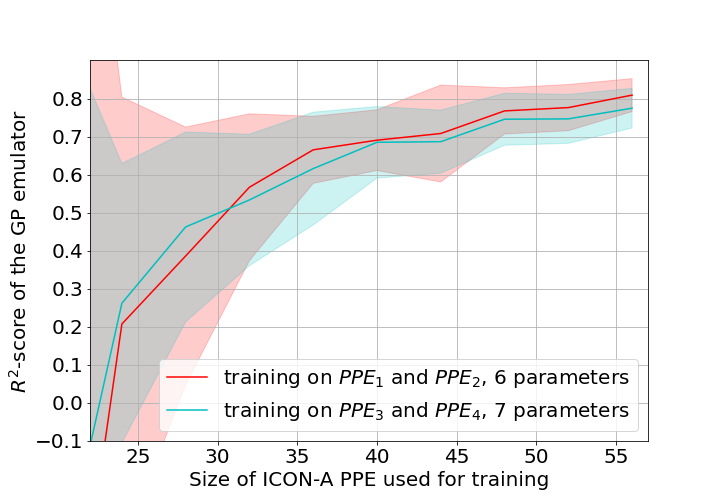 0.8
0.7
0.6
0.5
0.4
0.3
0.2
0.1
0.0
−0.1
R²-score of the GP emulator
training on PPE₁ and PPE₂, 6 parameters
training on PPE₃ and PPE₄, 7 parameters
25 30 35 40 45 50 55
Size of ICON-A PPE used for training